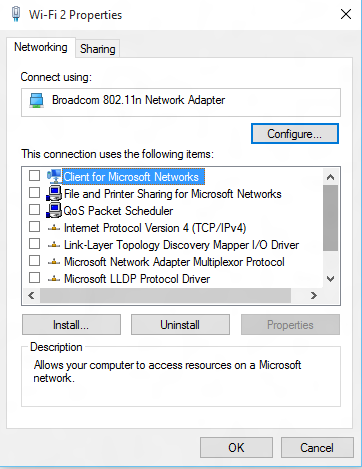 Wi-Fi 2 Properties
Networking
Sharing
Connect using:
Broadcom 802.11n Network Adapter
Configure...
This connection uses the following items:
Client for Microsoft Networks
File and Printer Sharing for Microsoft Networks
QoS Packet Scheduler
Internet Protocol Version 4 (TCP/IPv4)
Link-Layer Topology Discovery Mapper I/O Driver
Microsoft Network Adapter Multiplexor Protocol
Microsoft LLDP Protocol Driver
Install...
Uninstall
Properties
Description
Allows your computer to access resources on a Microsoft
network.
OK
Cancel